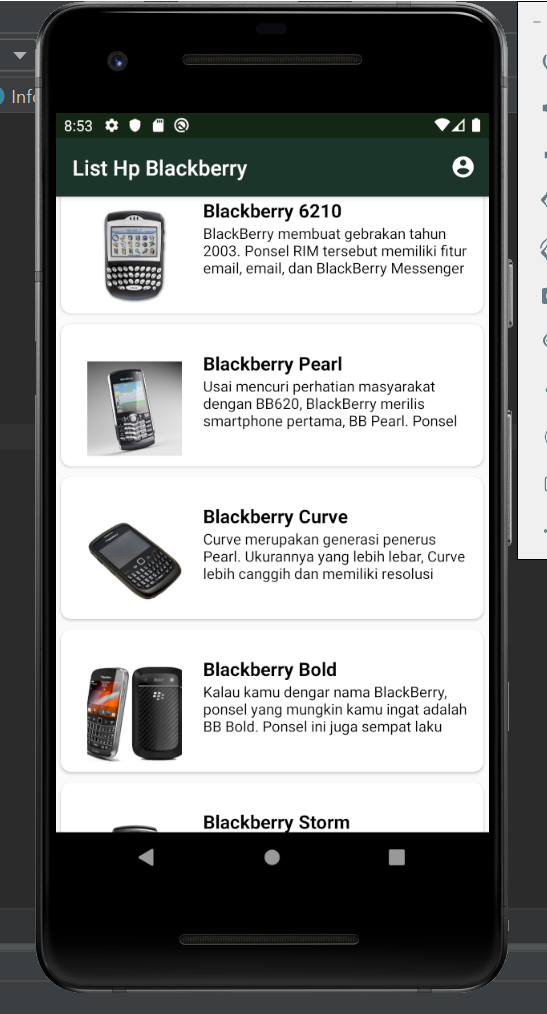 Info
8:53
List Hp Blackberry
Blackberry 6210
BlackBerry membuat gebrakan tahun
2003. Ponsel RIM tersebut memiliki fitur
email, email, dan BlackBerry Messenger
Blackberry Pearl
Usai mencuri perhatian masyarakat
dengan BB620, BlackBerry merilis
smartphone pertama, BB Pearl. Ponsel
Blackberry Curve
Curve merupakan generasi penerus
Pearl. Ukurannya yang lebih lebar, Curve
lebih canggih dan memiliki resolusi
Blackberry Bold
Kalau kamu dengar nama BlackBerry,
ponsel yang mungkin kamu ingat adalah
BB Bold. Ponsel ini juga sempat laku
Blackberry Storm